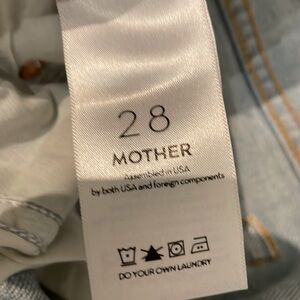 28
MOTHER
Assembled in USA
by both USA and foreign components
DO YOUR OWN LAUNDRY